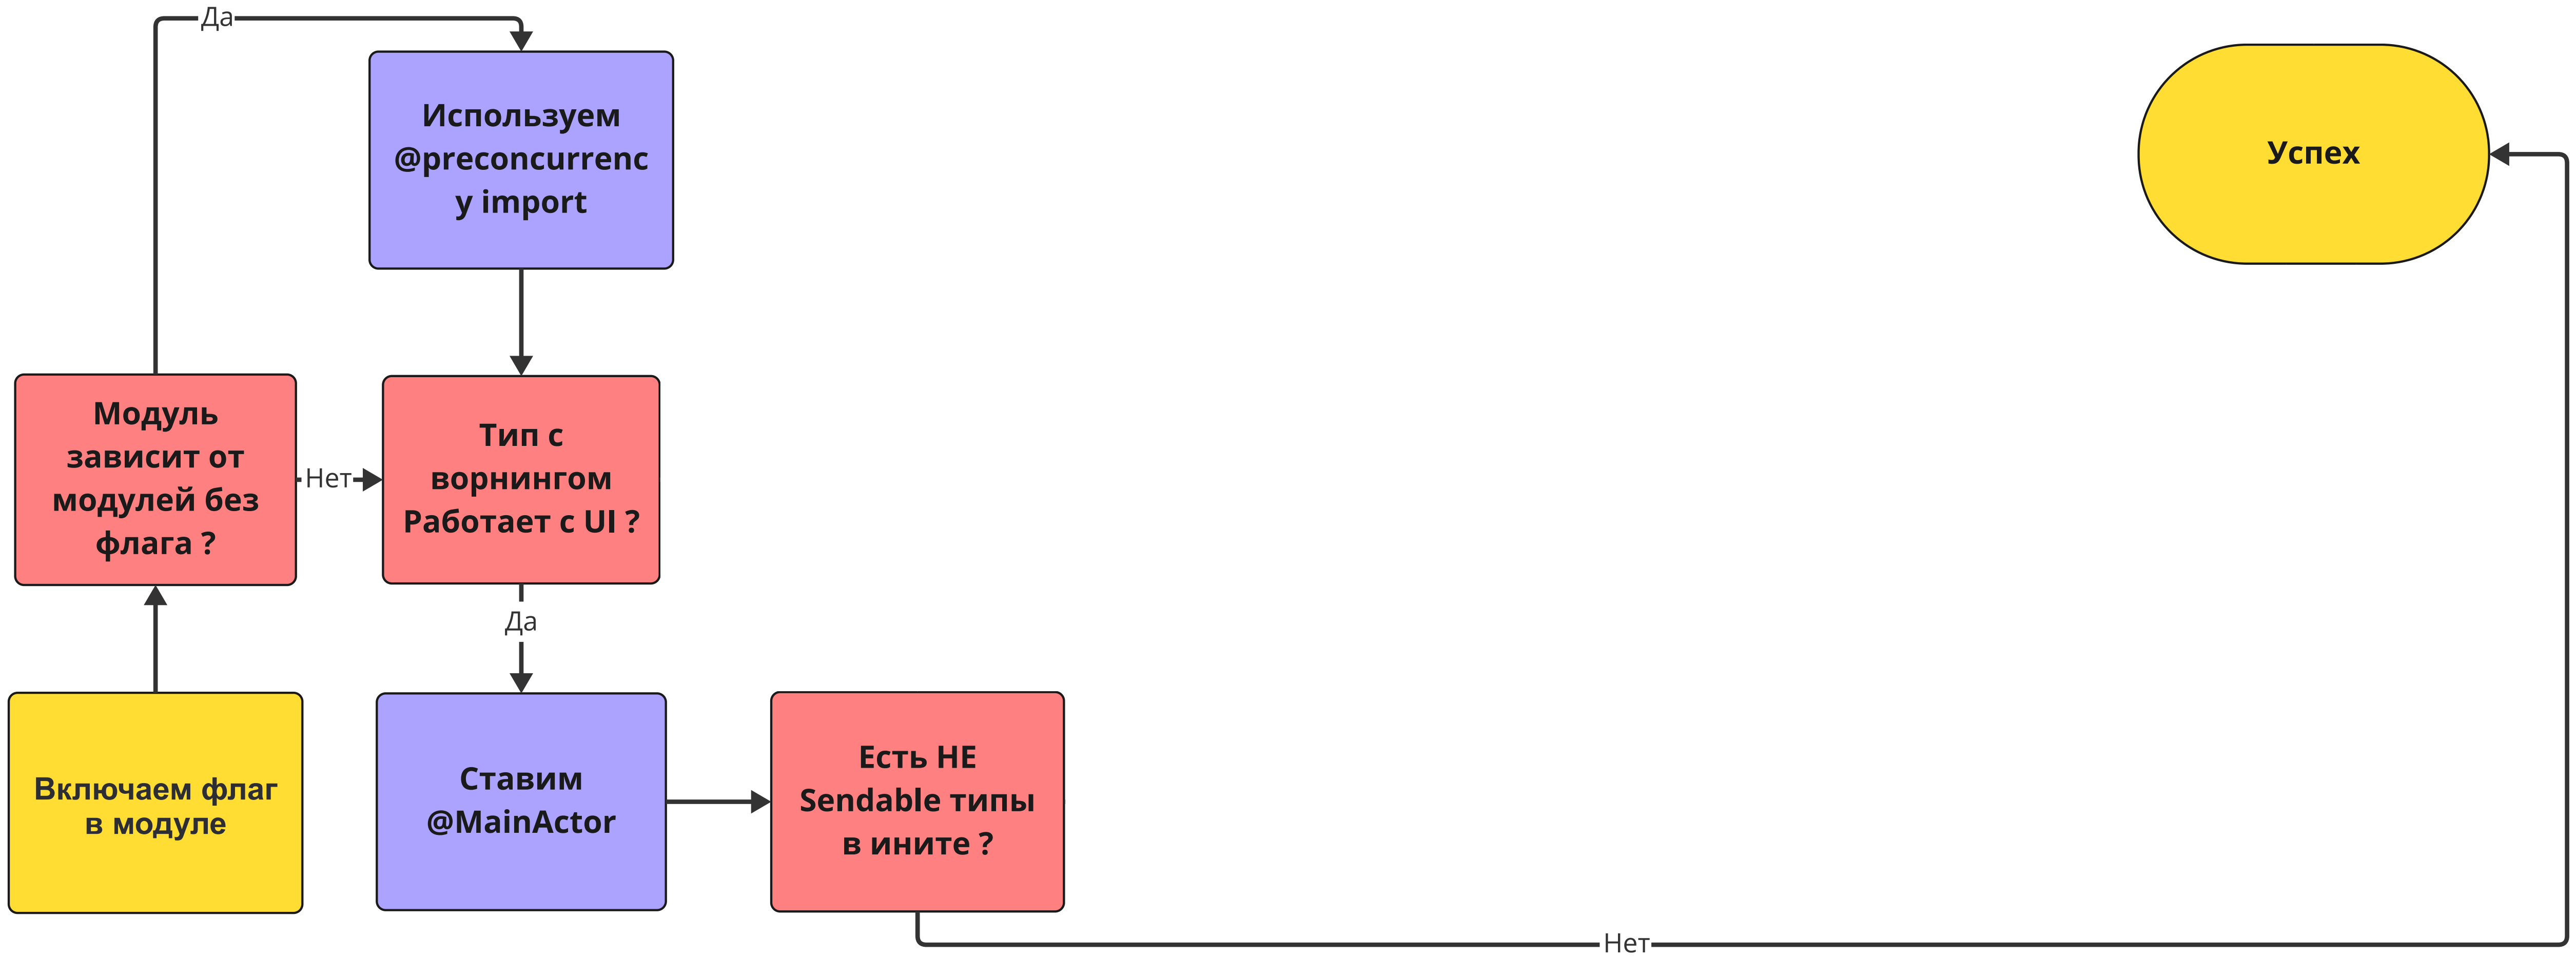 Да
Используем
@preconcurrenc
y import
Успех
Модуль
зависит от
модулей без
флага ?
Нет
Тип с
ворнингом
Работает с UI ?
Да
Включаем флаг
в модуле
Ставим
@MainActor
Есть НЕ
Sendable типы
в ините ?
Нет